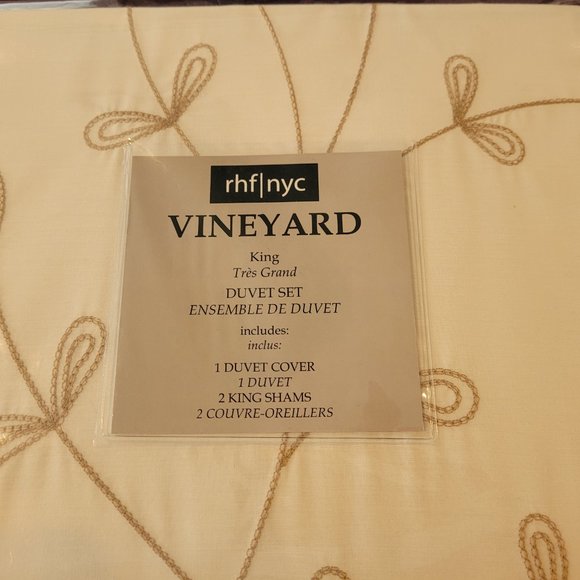 rhf|nyc
VINEYARD
King
Très Grand
DUVET SET
ENSEMBLE DE DUVET
includes:
inclus:
1 DUVET COVER
1 DUVET
2 KING SHAMS
2 COUVRE-OREILLERS